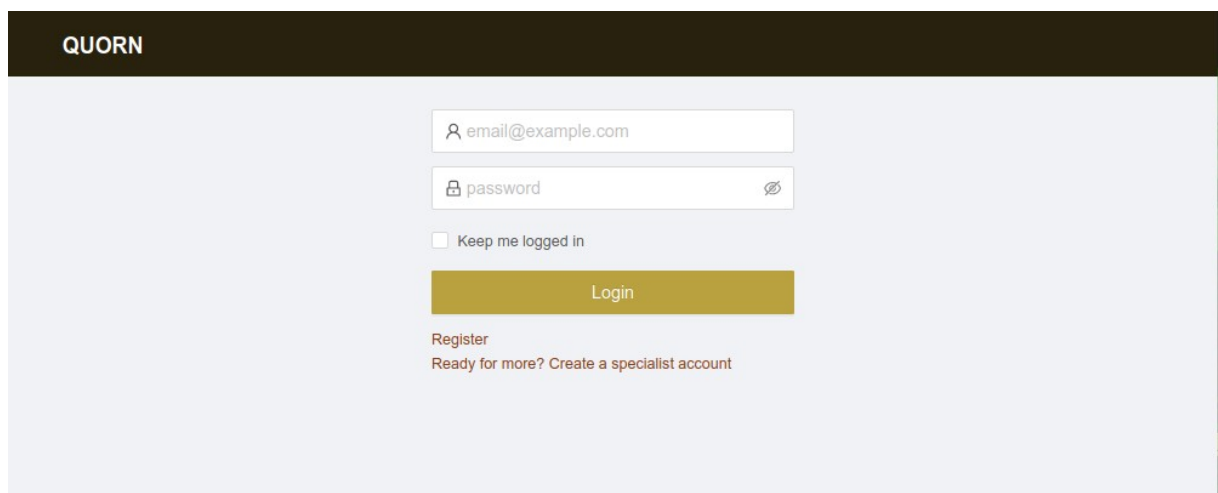 QUORN
email@example.com
password
Keep me logged in
Login
Register
Ready for more? Create a specialist account